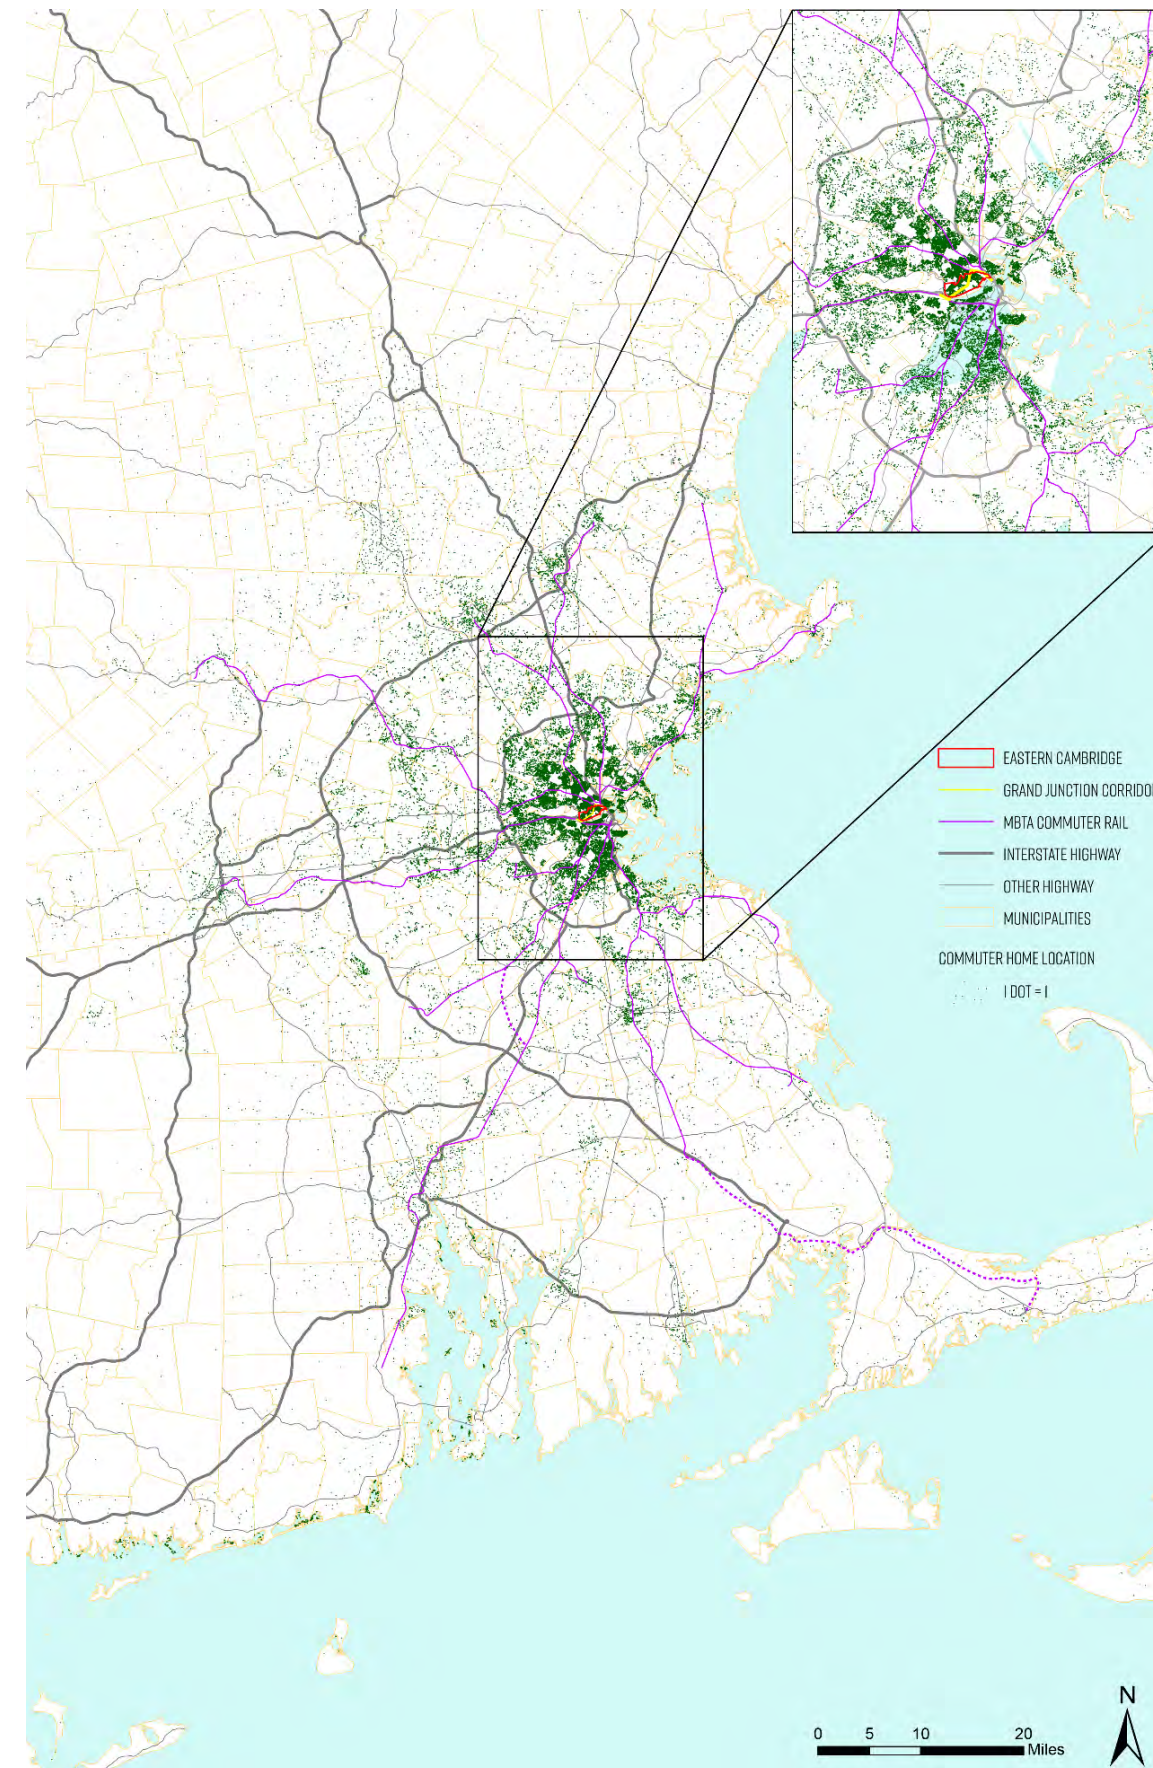 EASTERN CAMBRIDGE
GRAND JUNCTION CORRIDOR
MBTA COMMUTER RAIL
INTERSTATE HIGHWAY
OTHER HIGHWAY
MUNICIPALITIES
COMMUTER HOME LOCATION
1 DOT = 1
N
0 5 10 20
Miles